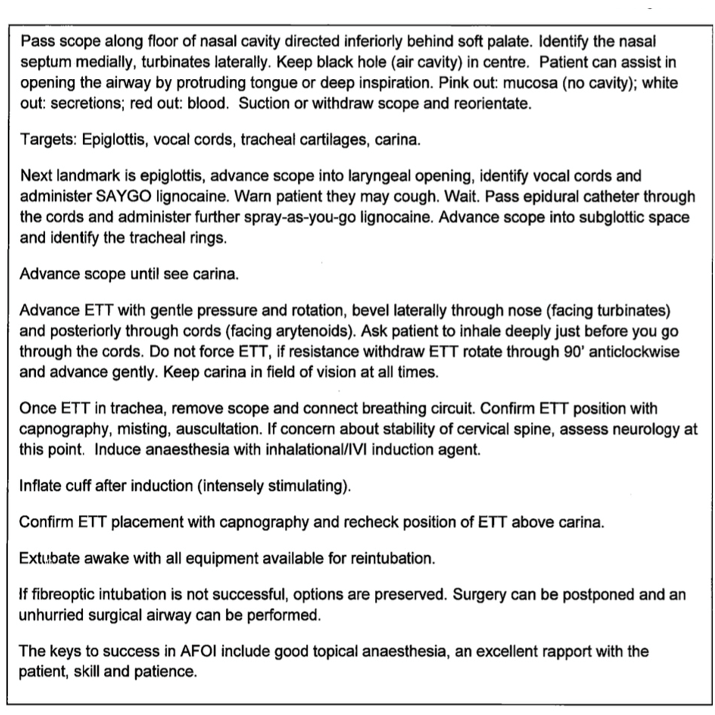 Pass scope along floor of nasal cavity directed inferiorly behind soft palate. Identify the nasal
septum medially, turbinates laterally. Keep black hole (air cavity) in centre.  Patient can assist in
opening the airway by protruding tongue or deep inspiration. Pink out: mucosa (no cavity); white
out: secretions; red out: blood.  Suction or withdraw scope and reorientate.
Targets: Epiglottis, vocal cords, tracheal cartilages, carina.
Next landmark is epiglottis, advance scope into laryngeal opening, identify vocal cords and
administer SAYGO lignocaine. Warn patient they may cough. Wait. Pass epidural catheter through
the cords and administer further spray-as-you-go lignocaine. Advance scope into subglottic space
and identify the tracheal rings.
Advance scope until see carina.
Advance ETT with gentle pressure and rotation, bevel laterally through nose (facing turbinates)
and posteriorly through cords (facing arytenoids). Ask patient to inhale deeply just before you go
through the cords. Do not force ETT, if resistance withdraw ETT rotate through 90' anticlockwise
and advance gently. Keep carina in field of vision at all times.
Once ETT in trachea, remove scope and connect breathing circuit. Confirm ETT position with
capnography, misting, auscultation. If concern about stability of cervical spine, assess neurology at
this point.  Induce anaesthesia with inhalational/IVI induction agent.
Inflate cuff after induction (intensely stimulating).
Confirm ETT placement with capnography and recheck position of ETT above carina.
Extubate awake with all equipment available for reintubation.
If fibreoptic intubation is not successful, options are preserved. Surgery can be postponed and an
unhurried surgical airway can be performed.
The keys to success in AFOI include good topical anaesthesia, an excellent rapport with the
patient, skill and patience.